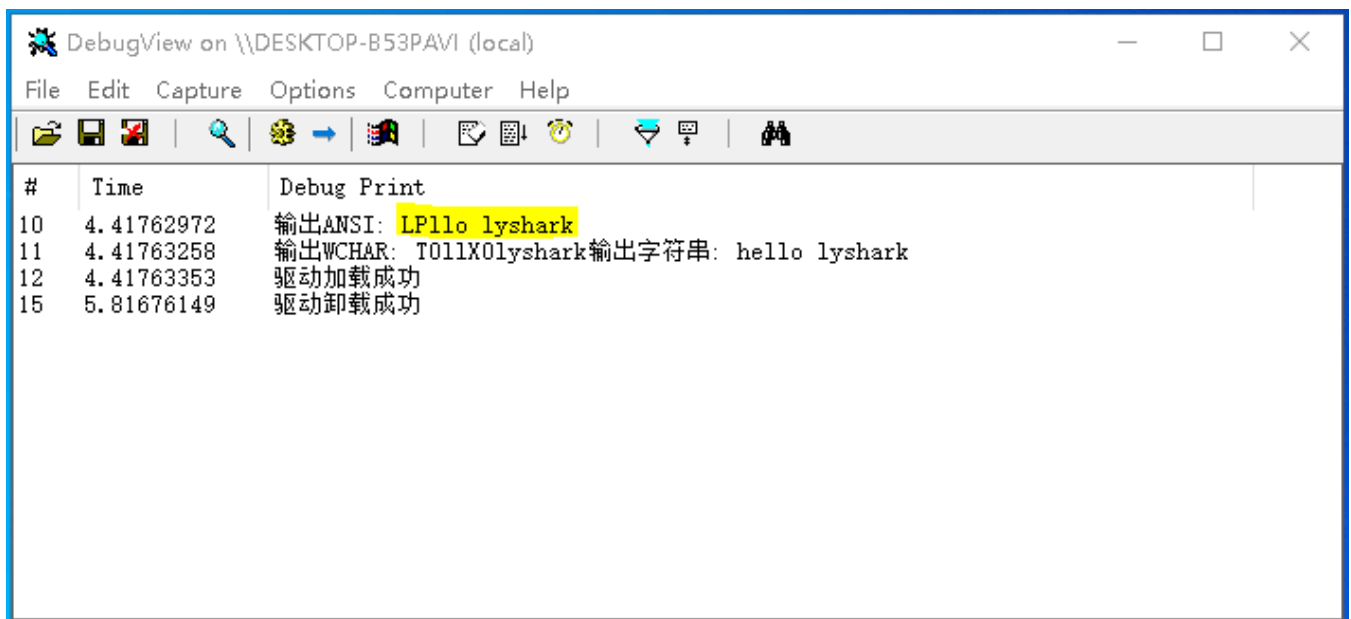 DebugView on \\DESKTOP-B53PAVI (local)
File Edit Capture Options Computer Help
# Time Debug Print
10 4.41762972 输出ANSI: LPllo lyshark
11 4.41763258 输出WCHAR: T0llX0lyshark输出字符串: hello lyshark
12 4.41763353 驱动加载成功
15 5.81676149 驱动卸载成功